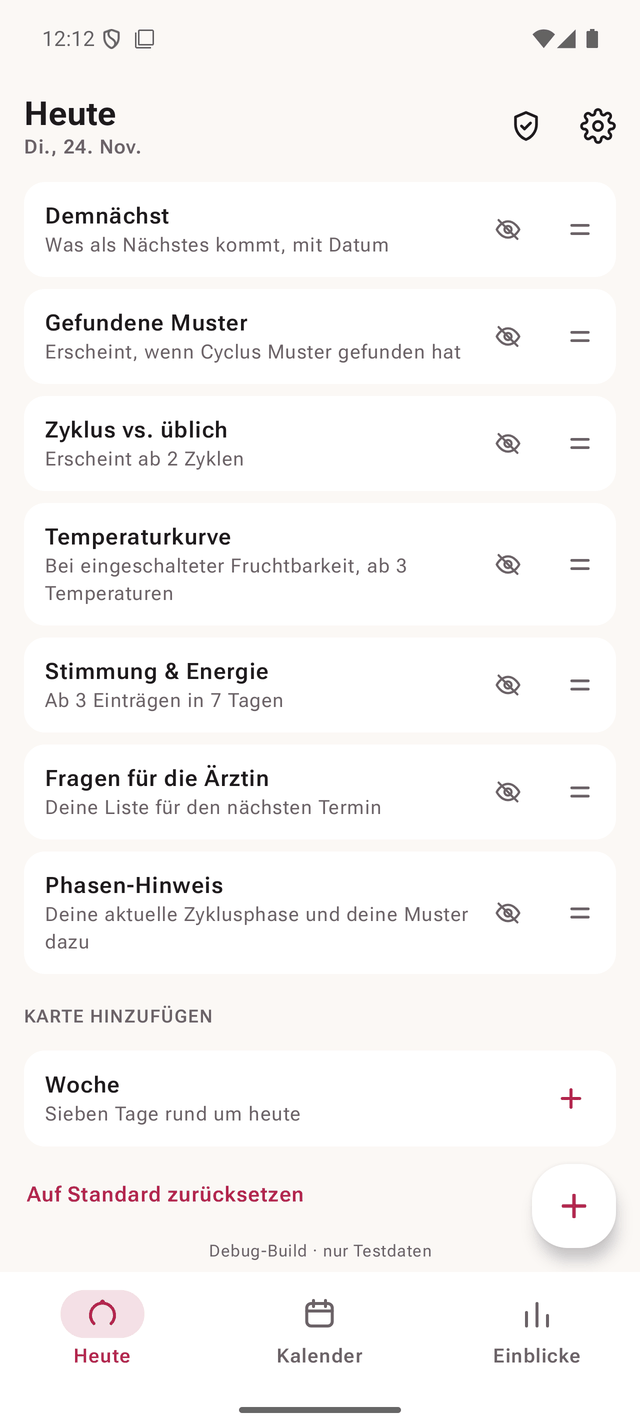 12:12
Heute
Di., 24. Nov.
Demnächst
Was als Nächstes kommt, mit Datum
Gefundene Muster
Erscheint, wenn Cyclus Muster gefunden hat
Zyklus vs. üblich
Erscheint ab 2 Zyklen
Temperaturkurve
Bei eingeschalteter Fruchtbarkeit, ab 3
Temperaturen
Stimmung & Energie
Ab 3 Einträgen in 7 Tagen
Fragen für die Ärztin
Deine Liste für den nächsten Termin
Phasen-Hinweis
Deine aktuelle Zyklusphase und deine Muster
dazu
KARTE HINZUFÜGEN
Woche
Sieben Tage rund um heute
Auf Standard zurücksetzen
Debug-Build · nur Testdaten
Heute
Kalender
Einblicke